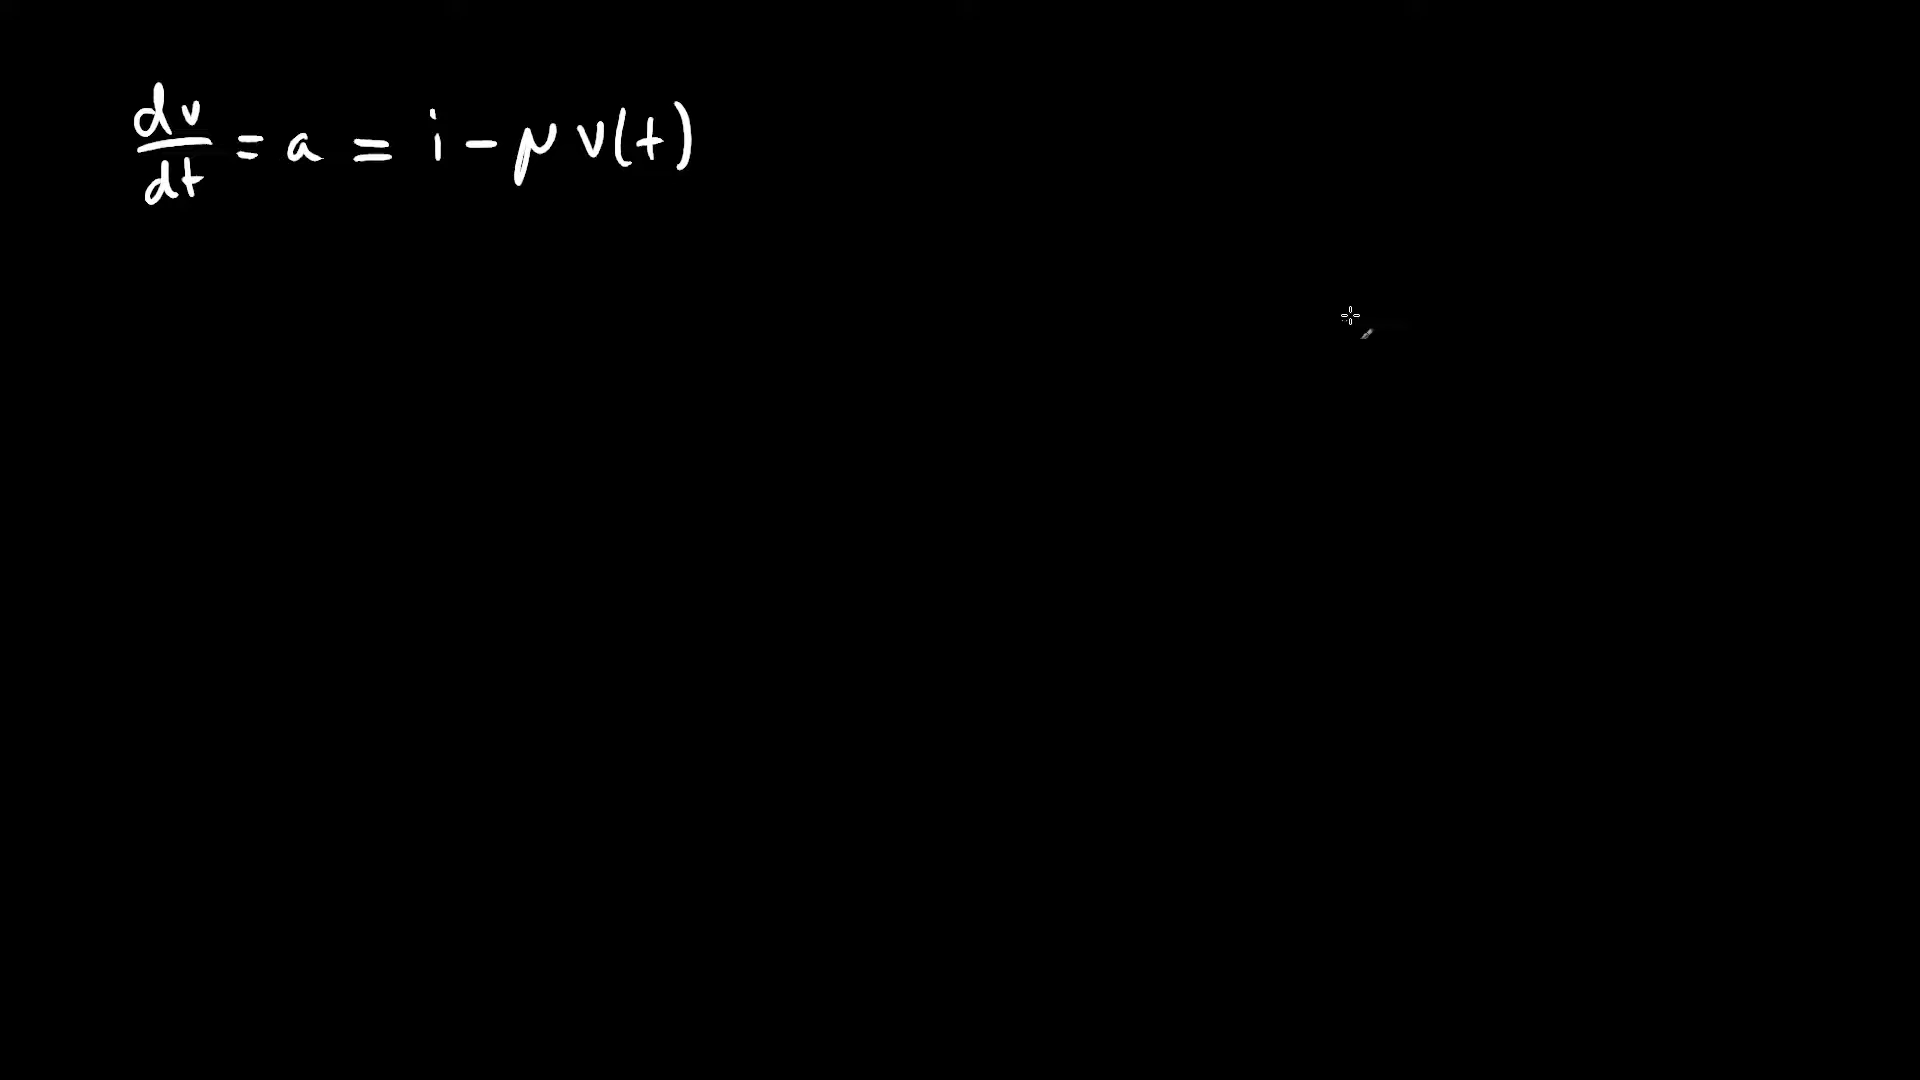 dv/dt = a = i - μ v(t)